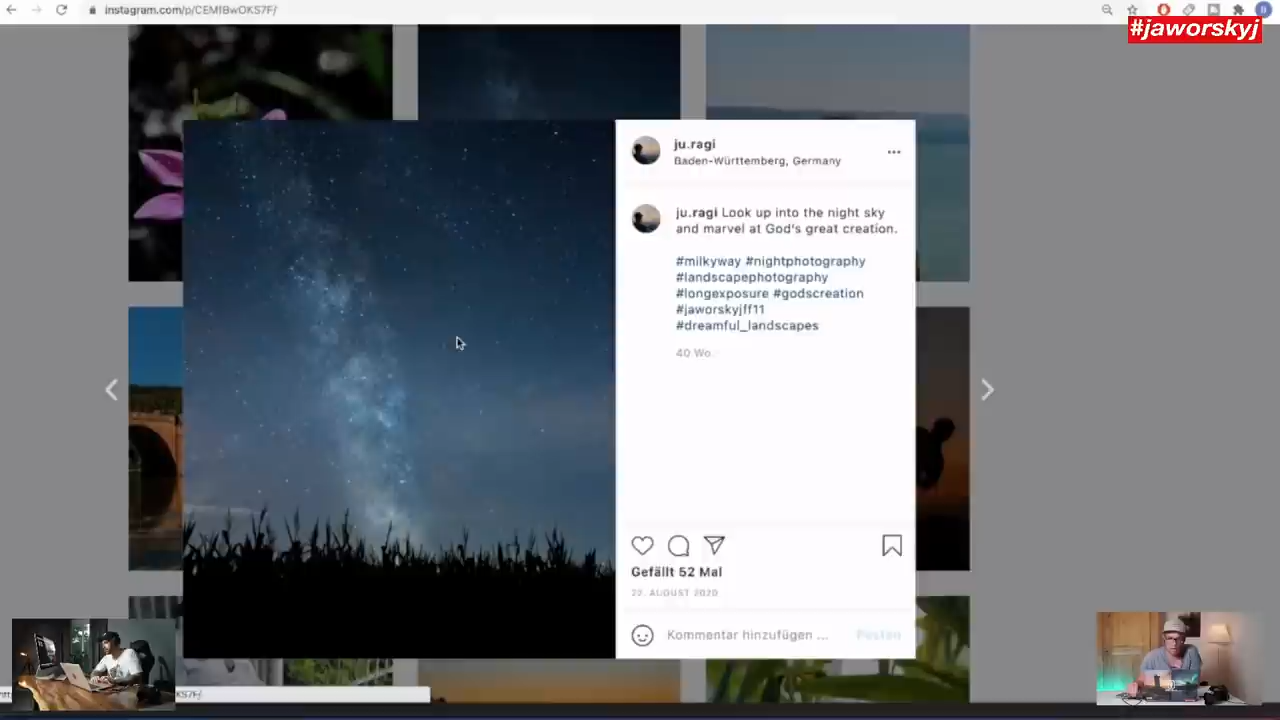 instagram.com/p/CEMfBwOKS7F/
#jaworskyj
ju.ragi
Baden-Württemberg, Germany
ju.ragi Look up into the night sky
and marvel at God's great creation.
#milkyway #nightphotography
#landscapephotography
#longexposure #godscreation
#jaworskyjff11
#dreamful_landscapes
40 Wo.
Gefällt 52 Mal
22. AUGUST 2020
Kommentar hinzufügen ...
Posten